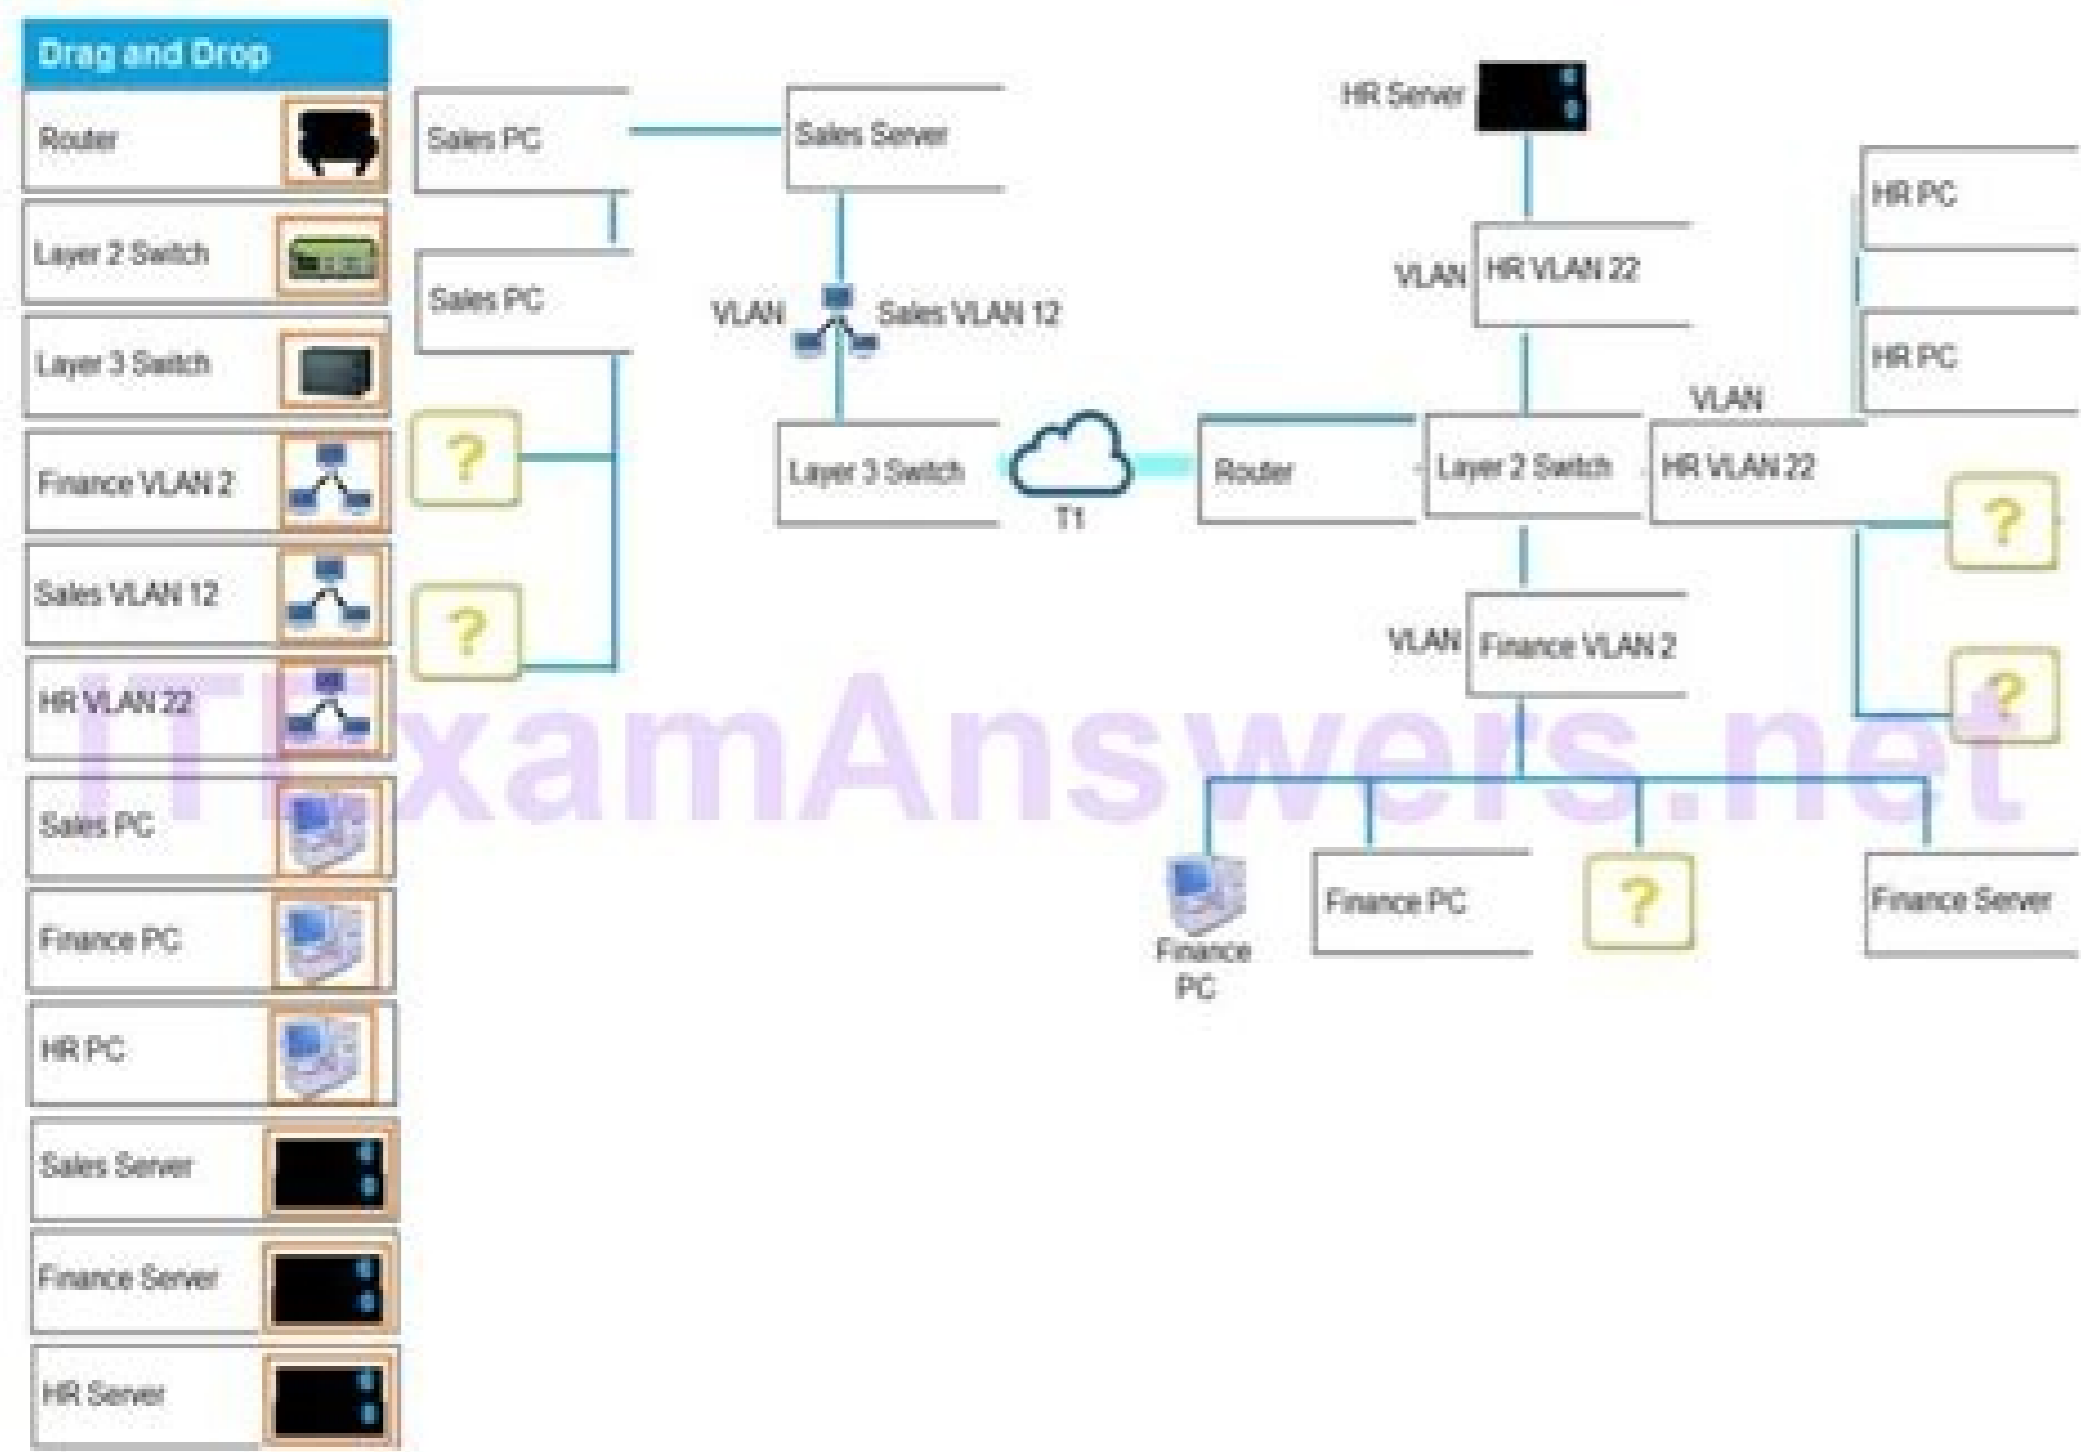 Drag and Drop
Router
Layer 2 Switch
Layer 3 Switch
Finance VLAN 2
Sales VLAN 12
HR VLAN 22
Sales PC
Finance PC
HR PC
Sales Server
Finance Server
HR Server
Sales PC
Sales Server
Sales PC
?
?
VLAN
Sales VLAN 12
Layer 3 Switch
T1
Router
HR Server
VLAN
HR VLAN 22
Layer 2 Switch
VLAN
HR VLAN 22
HR PC
HR PC
?
?
VLAN
Finance VLAN 2
Finance
PC
Finance PC
?
Finance Server
ITExamAnswers.net